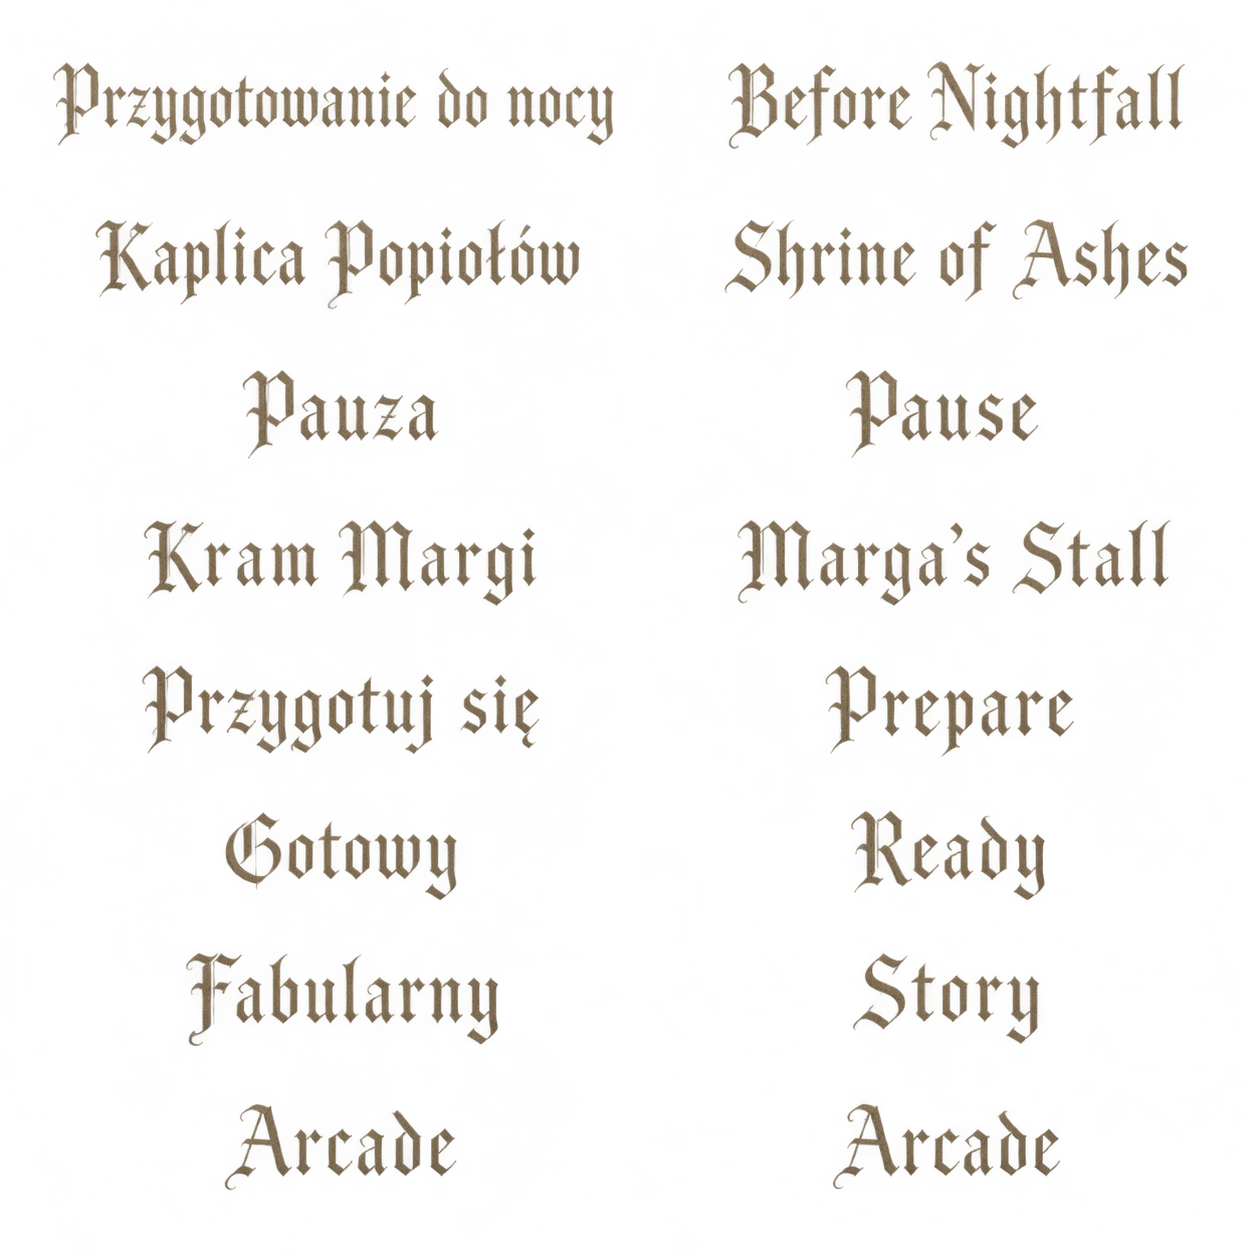 Przygotowanie do nocy Before Nightfall
Kaplica Popiołów Shrine of Ashes
Pauza Pause
Kram Margi Marga’s Stall
Przygotuj się Prepare
Gotowy Ready
Fabularny Story
Arcade Arcade